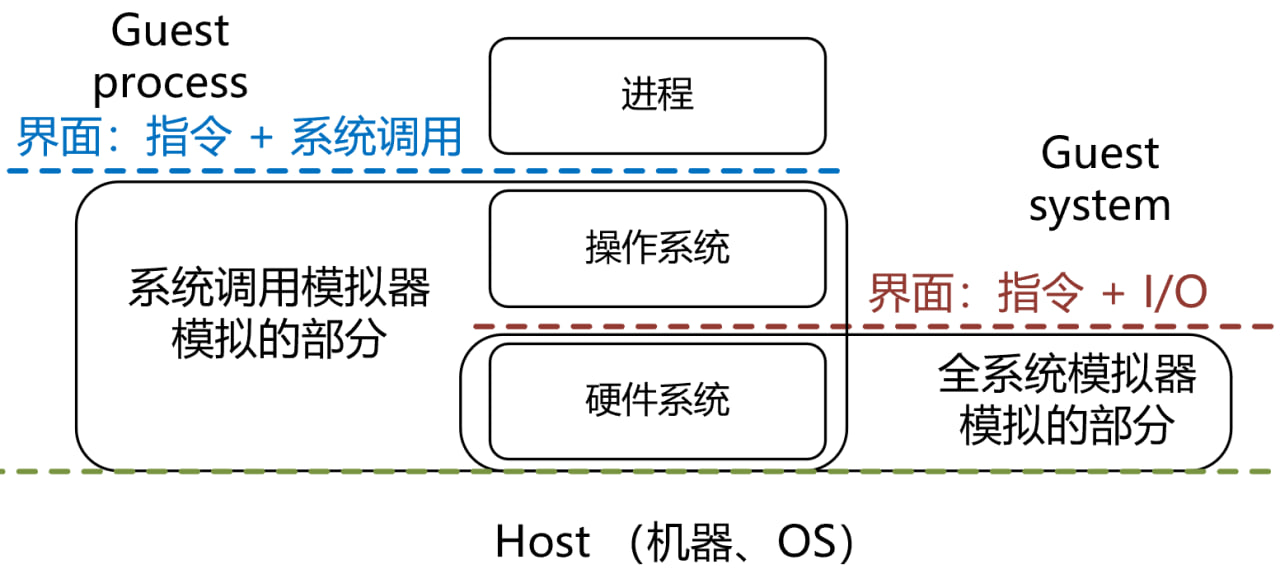 Guest
process
进程
界面：指令 + 系统调用
Guest
system
操作系统
系统调用模拟器
模拟的部分
界面：指令 + I/O
硬件系统
全系统模拟器
模拟的部分
Host （机器、OS）